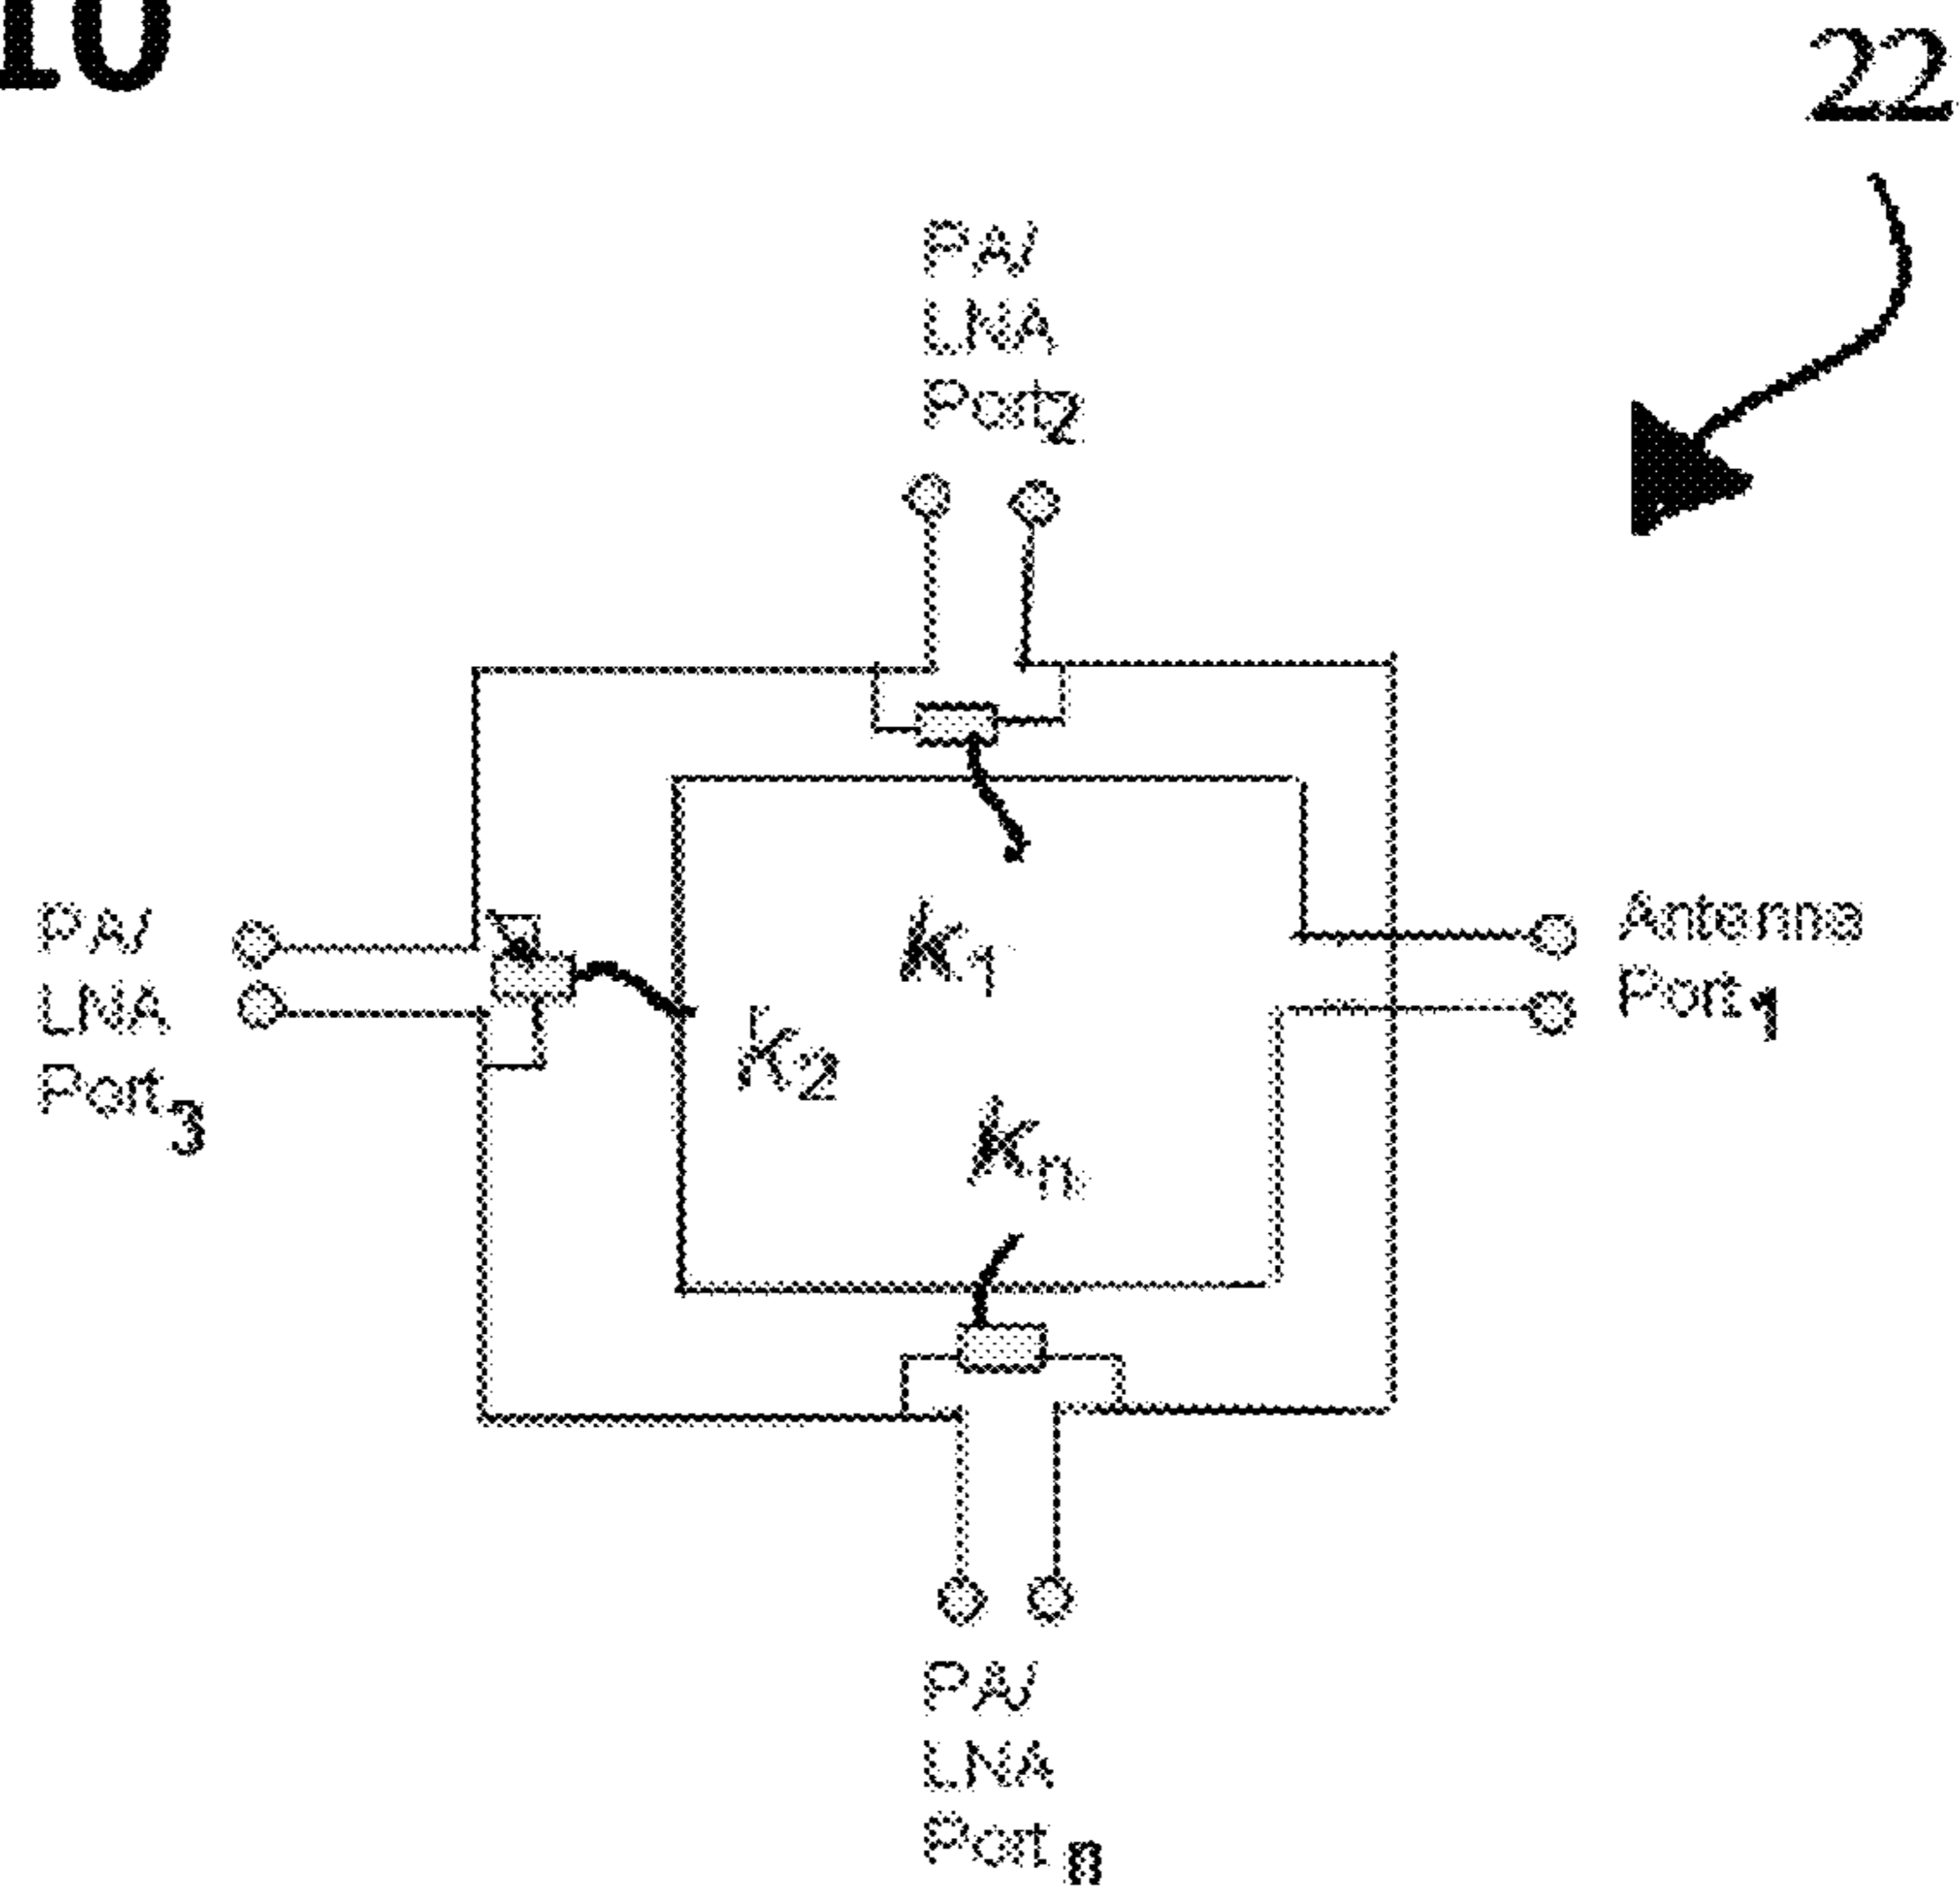 10
22
PA/
LNA
Port2
PA/
LNA
Port3
k1
k2
kn
Antenna
Port1
PA/
LNA
Portn